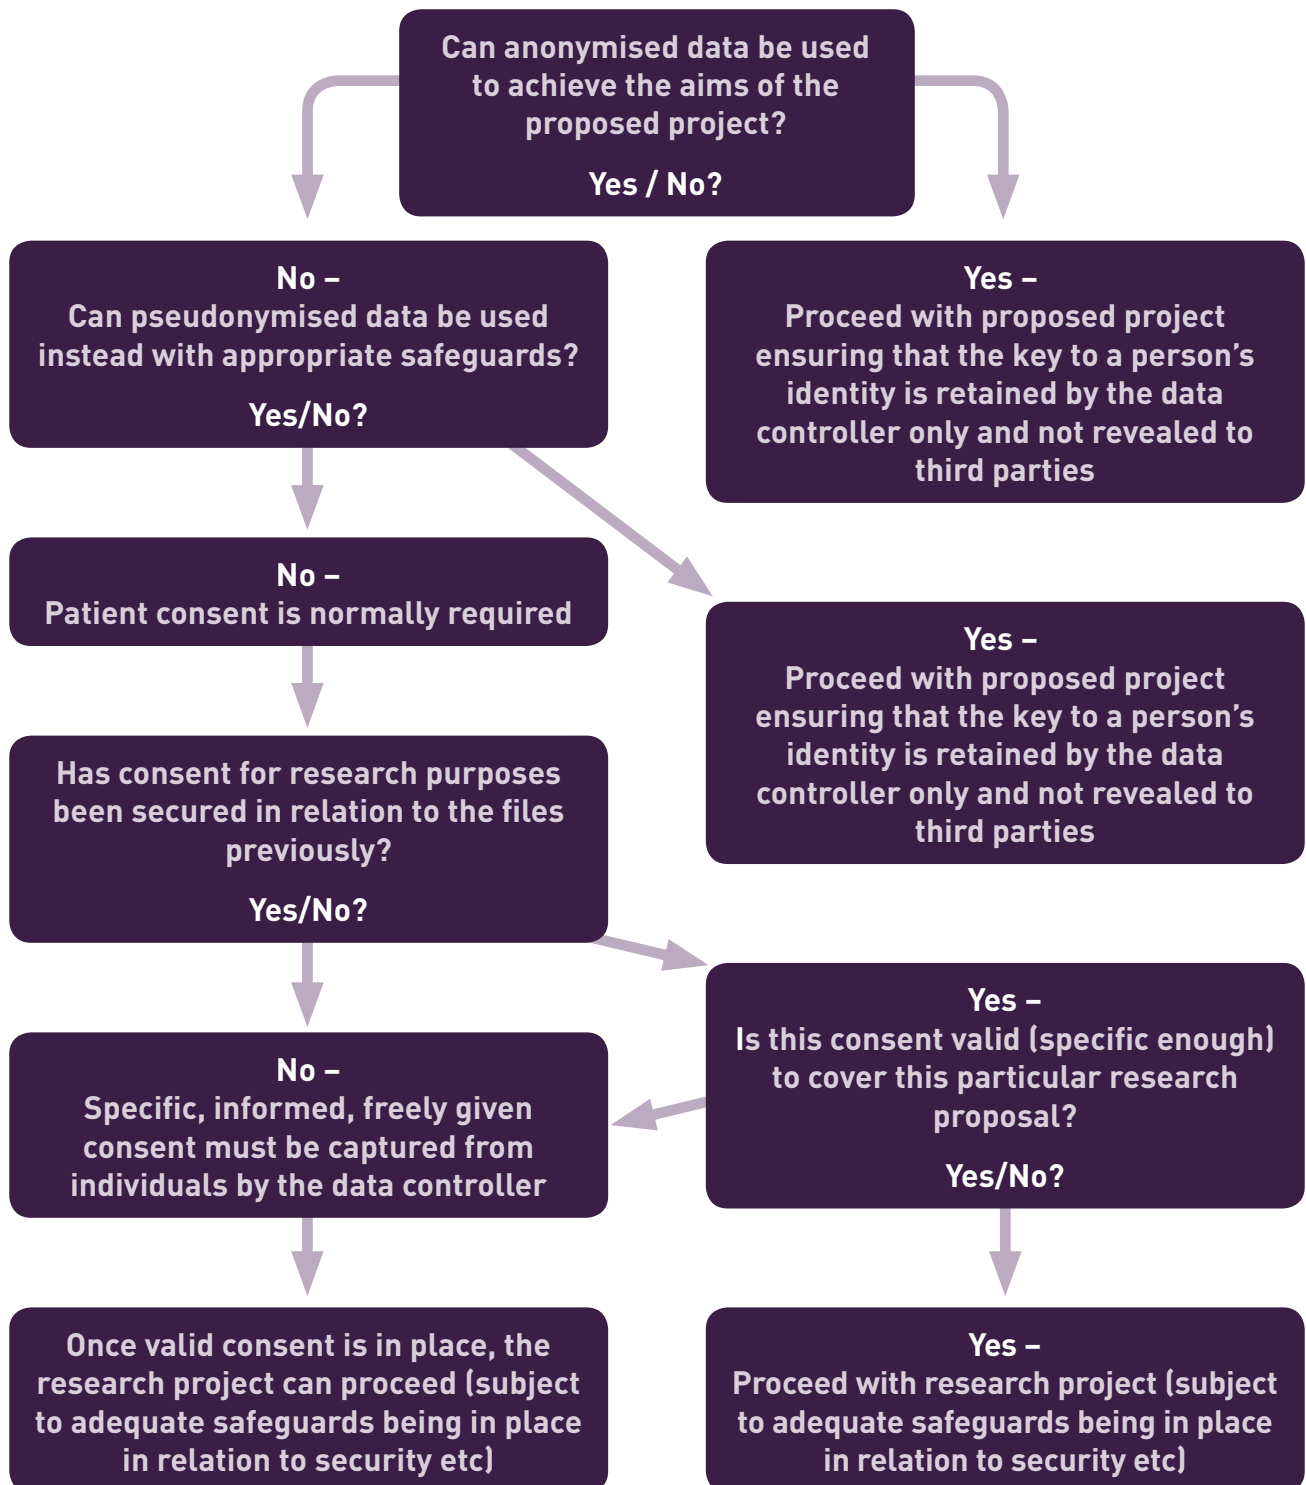 Can anonymised data be used
to achieve the aims of the
proposed project?
Yes / No?
No –
Can pseudonymised data be used
instead with appropriate safeguards?
Yes/No?
Yes –
Proceed with proposed project
ensuring that the key to a person’s
identity is retained by the data
controller only and not revealed to
third parties
No –
Patient consent is normally required
Yes –
Proceed with proposed project
ensuring that the key to a person’s
identity is retained by the data
controller only and not revealed to
third parties
Has consent for research purposes
been secured in relation to the files
previously?
Yes/No?
Yes –
Is this consent valid (specific enough)
to cover this particular research
proposal?
Yes/No?
No –
Specific, informed, freely given
consent must be captured from
individuals by the data controller
Once valid consent is in place, the
research project can proceed (subject
to adequate safeguards being in place
in relation to security etc)
Yes –
Proceed with research project (subject
to adequate safeguards being in place
in relation to security etc)